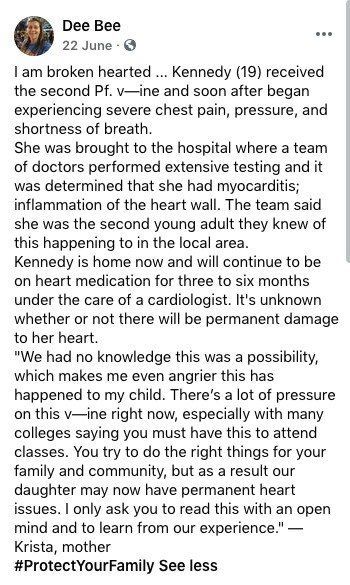 Dee Bee
22 June ·
I am broken hearted ... Kennedy (19) received
the second Pf. v—ine and soon after began
experiencing severe chest pain, pressure, and
shortness of breath.
She was brought to the hospital where a team
of doctors performed extensive testing and it
was determined that she had myocarditis;
inflammation of the heart wall. The team said
she was the second young adult they knew of
this happening to in the local area.
Kennedy is home now and will continue to be
on heart medication for three to six months
under the care of a cardiologist. It's unknown
whether or not there will be permanent damage
to her heart.
"We had no knowledge this was a possibility,
which makes me even angrier this has
happened to my child. There’s a lot of pressure
on this v—ine right now, especially with many
colleges saying you must have this to attend
classes. You try to do the right things for your
family and community, but as a result our
daughter may now have permanent heart
issues. I only ask you to read this with an open
mind and to learn from our experience." —
Krista, mother
#ProtectYourFamily See less